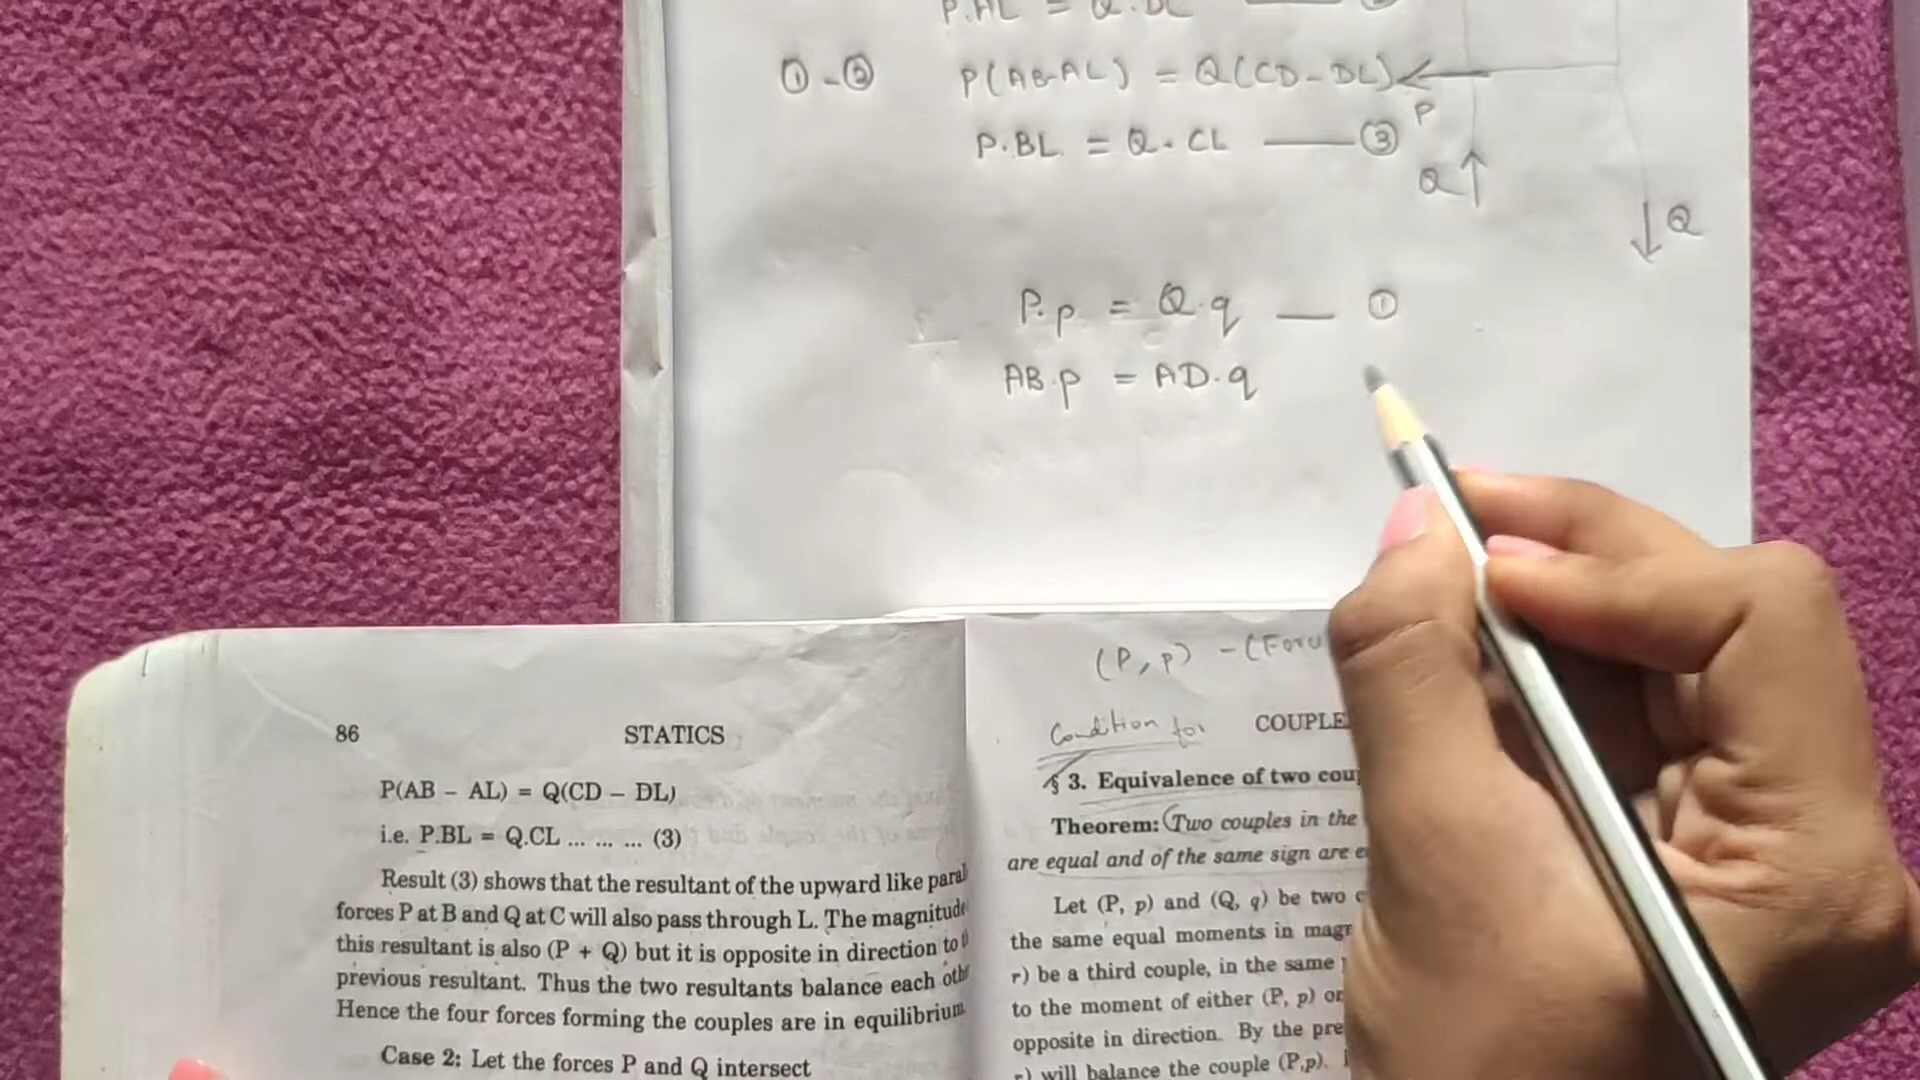 P.AL = Q.DL
① - ② P(AB-AL) = Q(CD-DL)
P
P.BL = Q.CL —— ③
Q
Q
P.p = Q.q — ①
AB.p = AD.q
86 STATICS
P(AB – AL) = Q(CD – DL)
i.e. P.BL = Q.CL ... ... ... (3)
Result (3) shows that the resultant of the upward like
forces P at B and Q at C will also pass through L. The
this resultant is also (P + Q) but it is opposite in direction to
previous resultant. Thus the two resultants balance each
Hence the four forces forming the couples are in equilibrium
Case 2: Let the forces P and Q intersect
(P, p) - (
Condition for COUPLE
§ 3. Equivalence of two
Theorem: (Two couples in the
are equal and of the same sign are
Let (P, p) and (Q, q) be two
the same equal moments in
r) be a third couple, in the same
to the moment of either (P, p) or
opposite in direction. By the
r) will balance the couple (P,p).